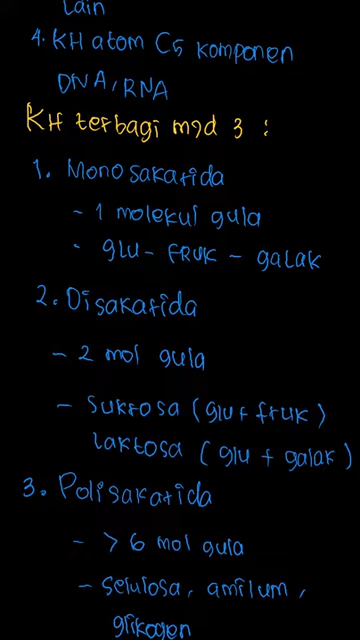 lain
4. KH atom C5 komponen
DNA, RNA
KH terbagi mjd 3 :
1. Monosakarida
- 1 molekul gula
- glu - FRUK - galak
2. Disakarida
- 2 mol gula
- sukrosa (glu + fruk)
laktosa (glu + galak)
3. Polisakarida
- > 6 mol gula
- selulosa, amilum,
glikogen